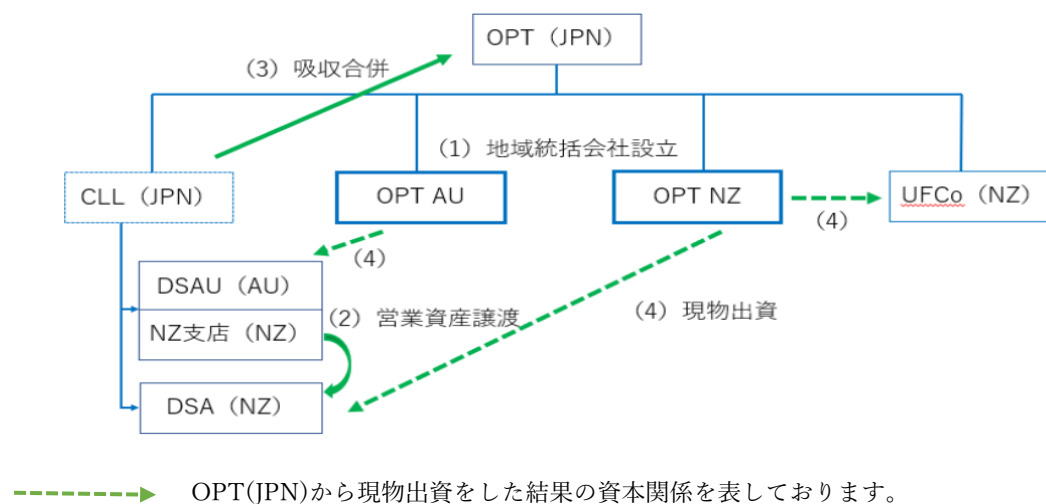 OPT（JPN）
（3）吸収合併
（1）地域統括会社設立
CLL（JPN）
OPT AU
OPT NZ
UFCo（NZ）
（4）
（4）
DSAU（AU）
（2）営業資産譲渡
（4）現物出資
NZ支店（NZ）
DSA（NZ）
OPT(JPN)から現物出資をした結果の資本関係を表しております。